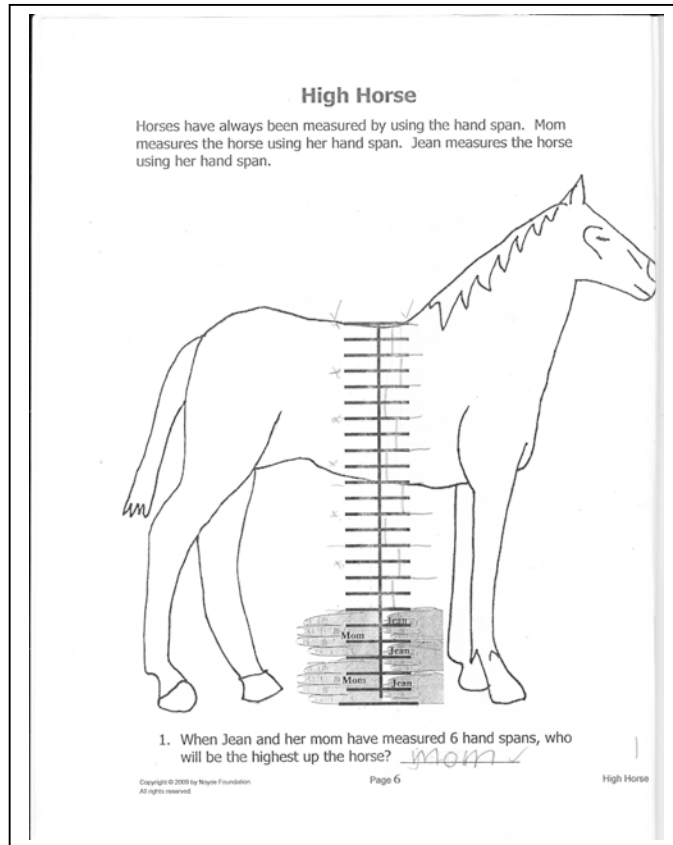 High Horse
Horses have always been measured by using the hand span. Mom
measures the horse using her hand span. Jean measures the horse
using her hand span.
Jean
Mom
Jean
Mom
Jean
1. When Jean and her mom have measured 6 hand spans, who
will be the highest up the horse? mom
1
Copyright © 2009 by Noyce Foundation
All rights reserved.
Page 6
High Horse